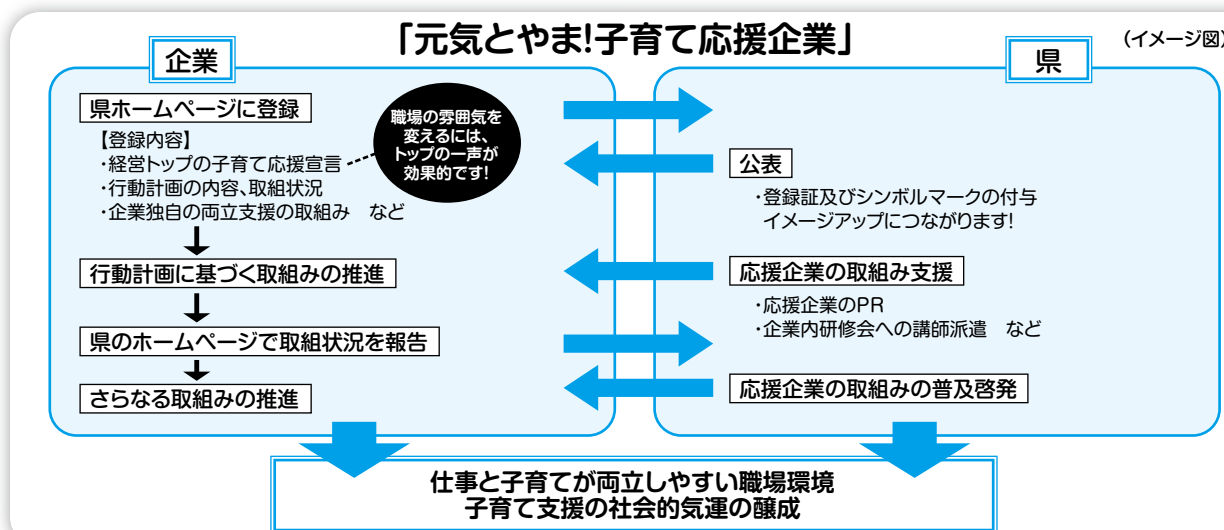 「元気とやま!子育て応援企業」
(イメージ図)
企業
県ホームページに登録
【登録内容】
・経営トップの子育て応援宣言
・行動計画の内容、取組状況
・企業独自の両立支援の取組み　など
職場の雰囲気を
変えるには、
トップの一声が
効果的です!
行動計画に基づく取組みの推進
県のホームページで取組状況を報告
さらなる取組みの推進
県
公表
・登録証及びシンボルマークの付与
イメージアップにつながります!
応援企業の取組み支援
・応援企業のPR
・企業内研修会への講師派遣　など
応援企業の取組みの普及啓発
仕事と子育てが両立しやすい職場環境
子育て支援の社会的気運の醸成